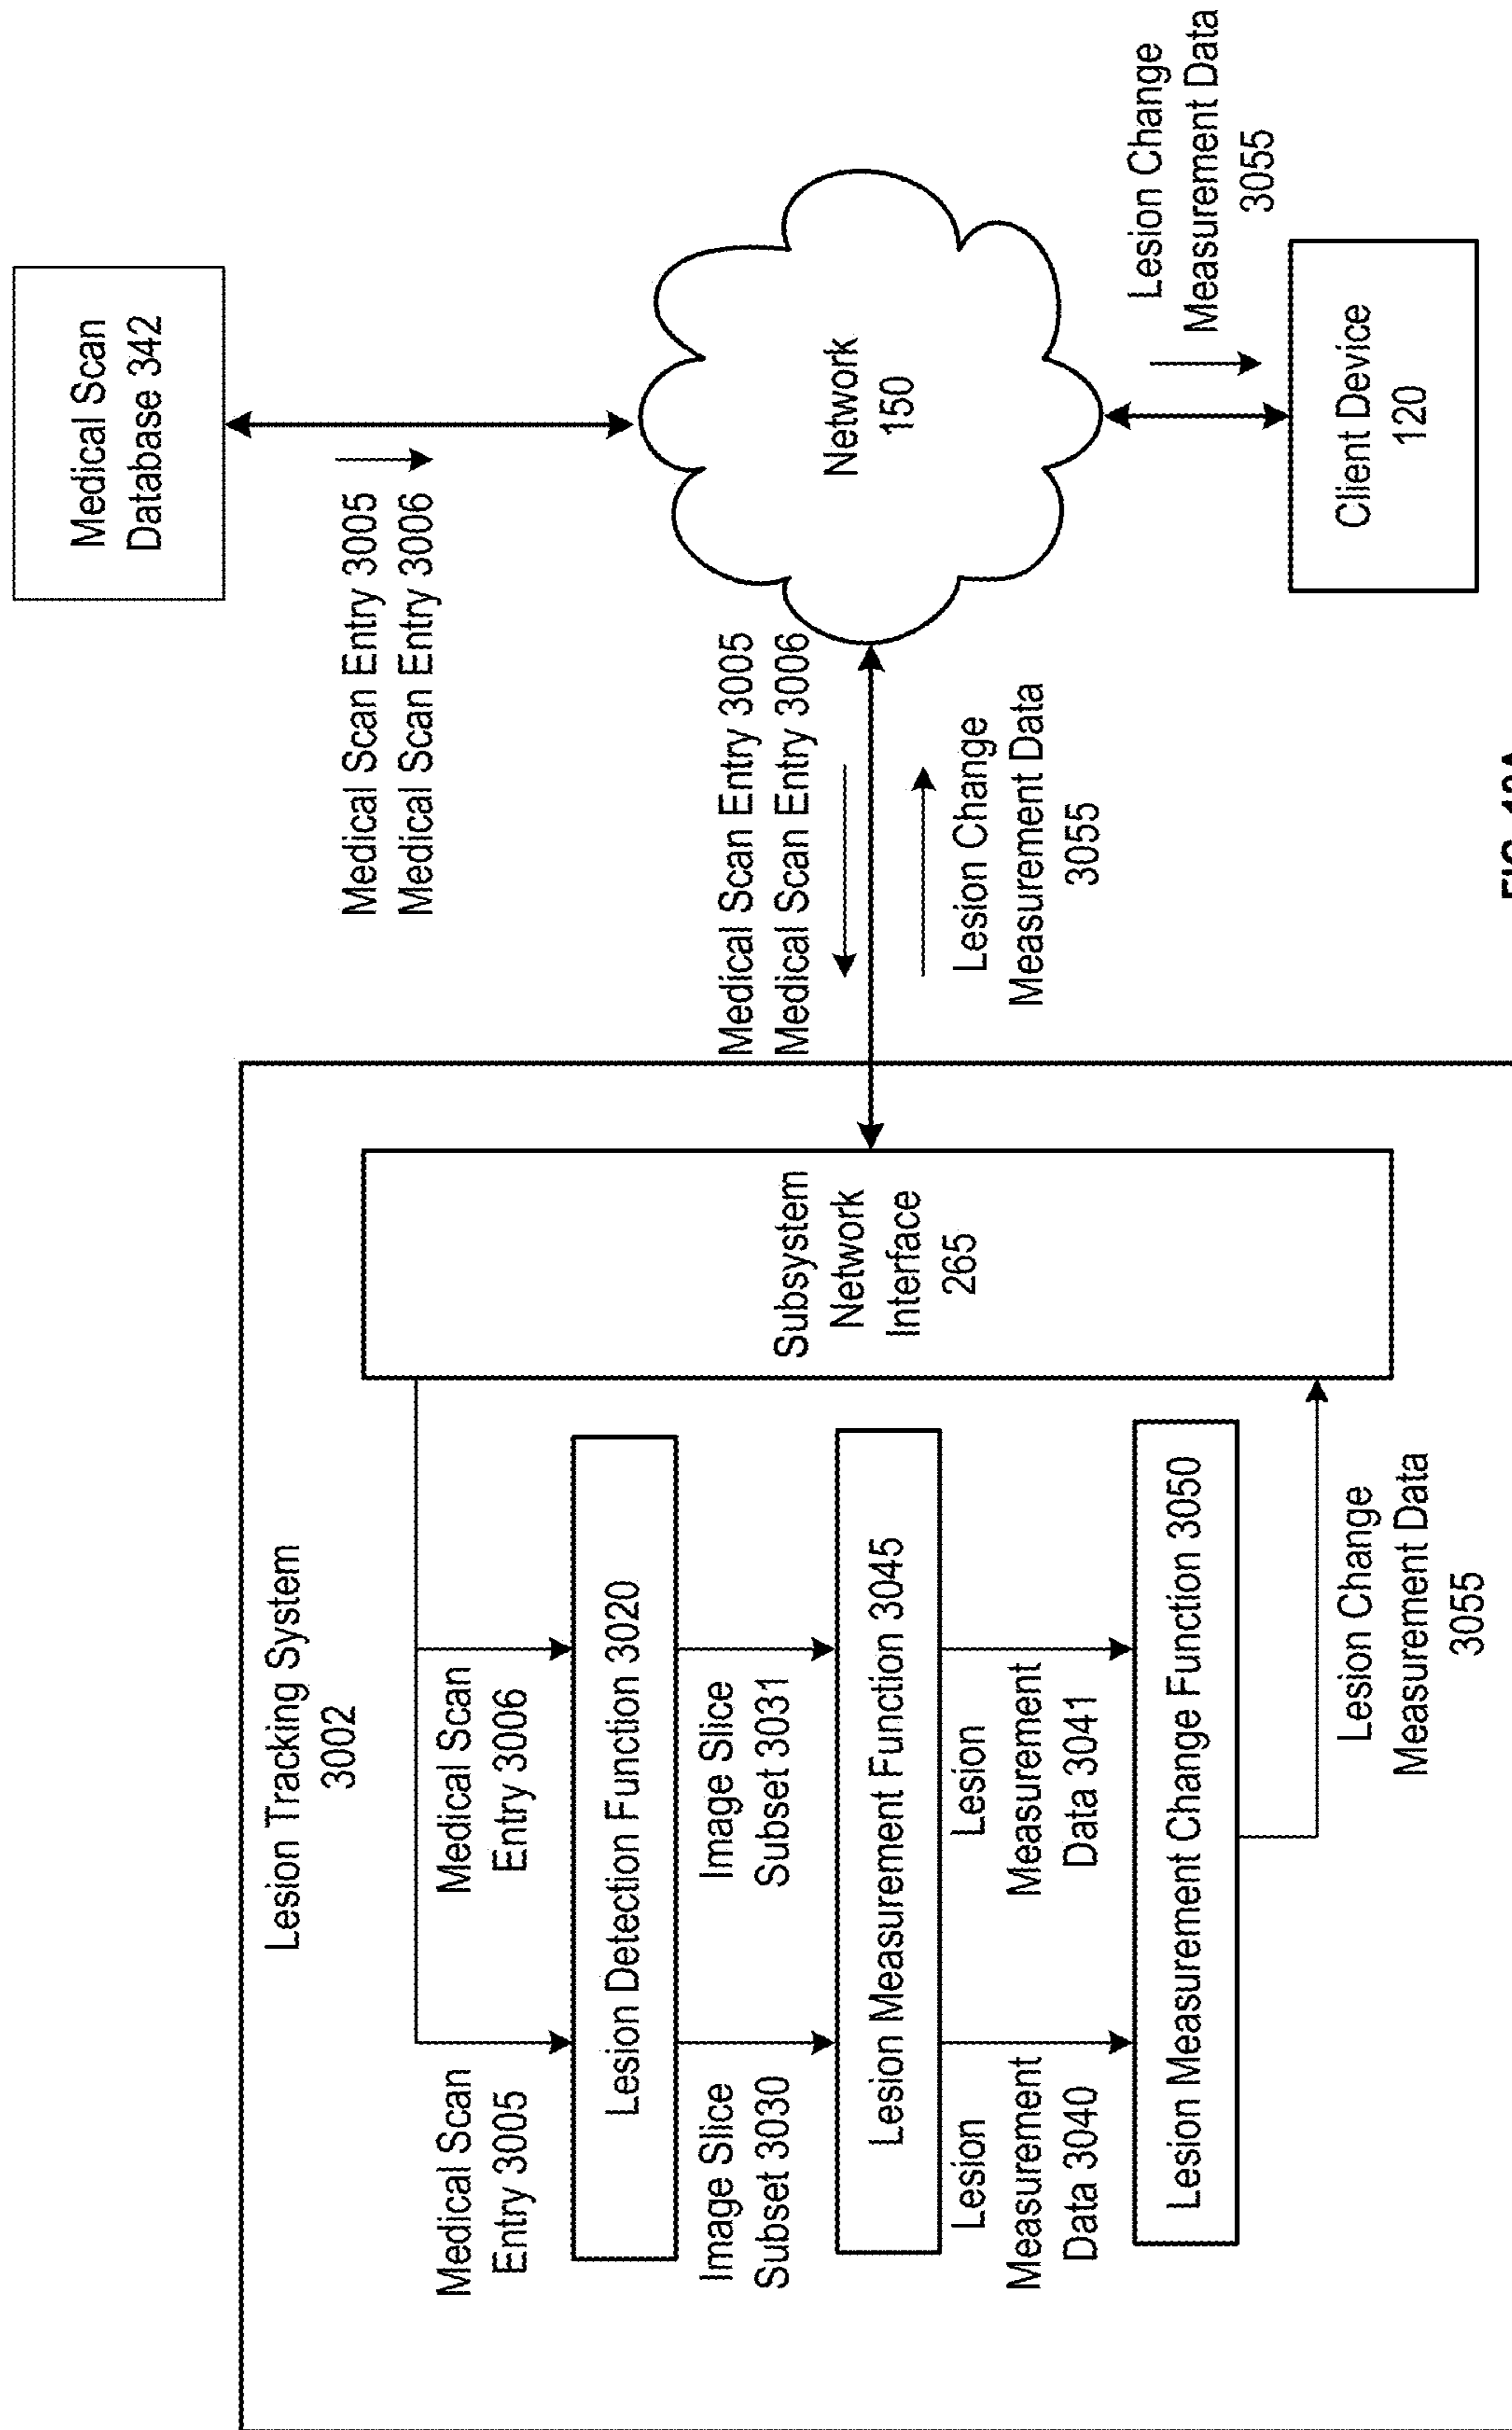 Lesion Tracking System
3002
Medical Scan
Entry 3005
Medical Scan
Entry 3006
Lesion Detection Function 3020
Image Slice
Subset 3030
Image Slice
Subset 3031
Lesion Measurement Function 3045
Lesion
Measurement
Data 3040
Lesion
Measurement
Data 3041
Lesion Measurement Change Function 3050
Lesion Change
Measurement Data
3055
Subsystem
Network
Interface
265
Medical Scan Entry 3005
Medical Scan Entry 3006
Lesion Change
Measurement Data
3055
Medical Scan
Database 342
Medical Scan Entry 3005
Medical Scan Entry 3006
Network
150
Lesion Change
Measurement Data
3055
Client Device
120